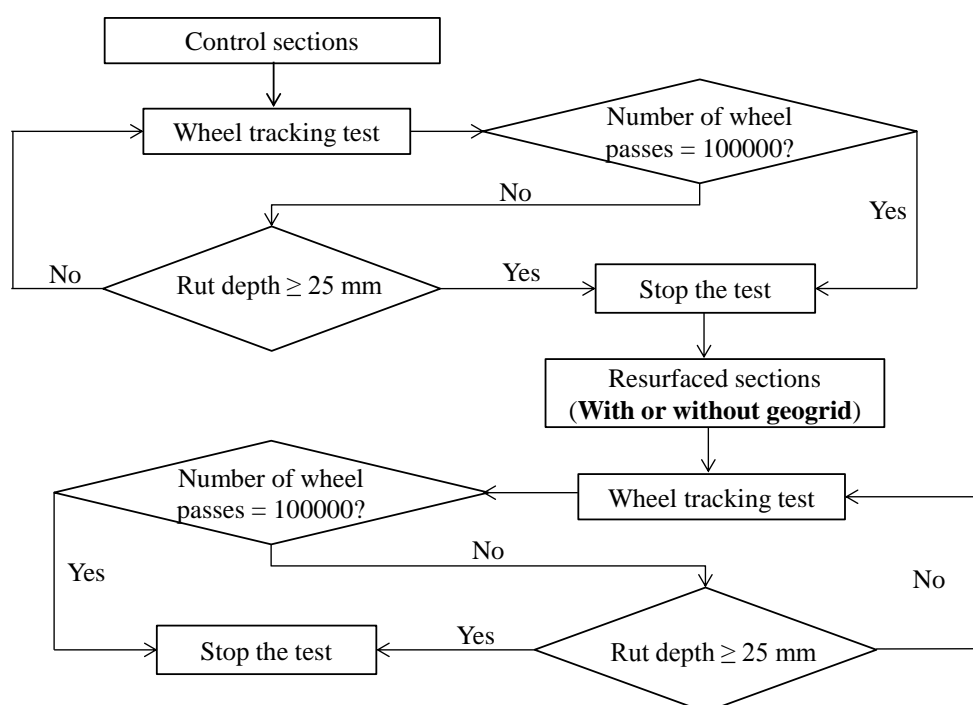 Control sections
Wheel tracking test
Number of wheel
passes = 100000?
No
Yes
Rut depth ≥ 25 mm
No
Yes
Stop the test
Resurfaced sections
(With or without geogrid)
Number of wheel
passes = 100000?
Wheel tracking test
No
Yes
No
Stop the test
Yes
Rut depth ≥ 25 mm